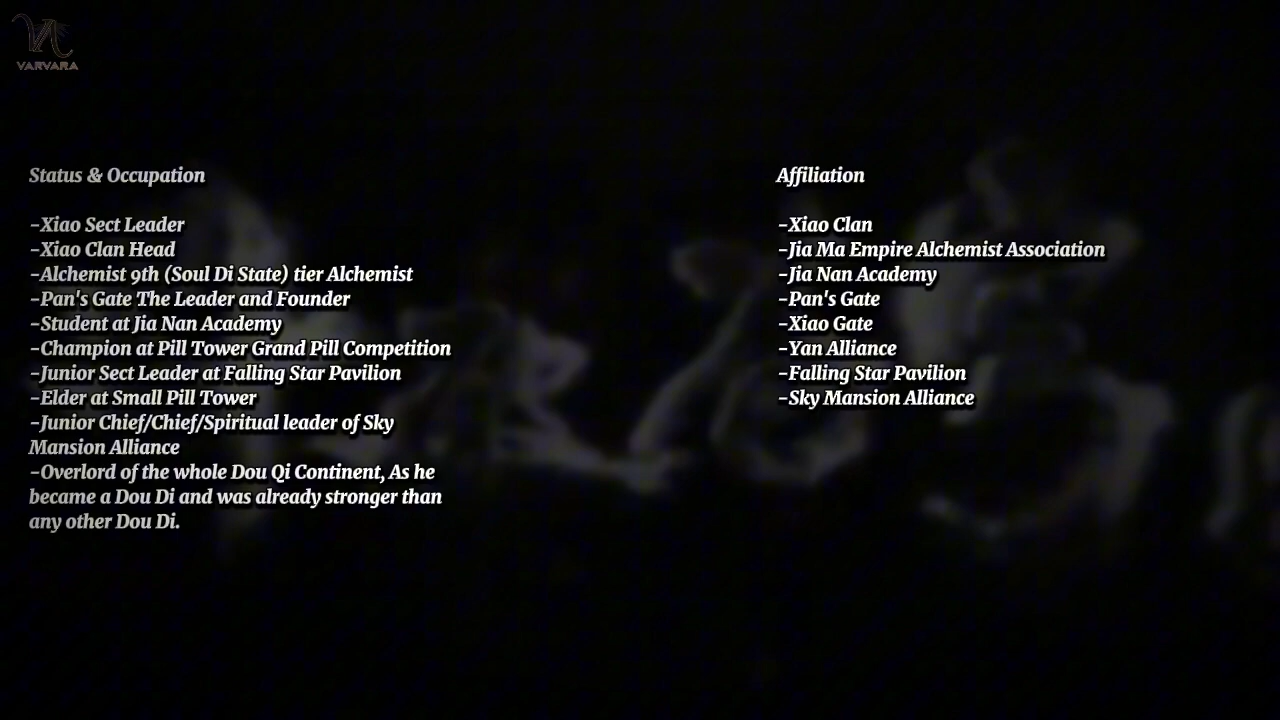 VARVARA
Status & Occupation
-Xiao Sect Leader
-Xiao Clan Head
-Alchemist 9th (Soul Di State) tier Alchemist
-Pan's Gate The Leader and Founder
-Student at Jia Nan Academy
-Champion at Pill Tower Grand Pill Competition
-Junior Sect Leader at Falling Star Pavilion
-Elder at Small Pill Tower
-Junior Chief/Chief/Spiritual leader of Sky
Mansion Alliance
-Overlord of the whole Dou Qi Continent, As he
became a Dou Di and was already stronger than
any other Dou Di.
Affiliation
-Xiao Clan
-Jia Ma Empire Alchemist Association
-Jia Nan Academy
-Pan's Gate
-Xiao Gate
-Yan Alliance
-Falling Star Pavilion
-Sky Mansion Alliance